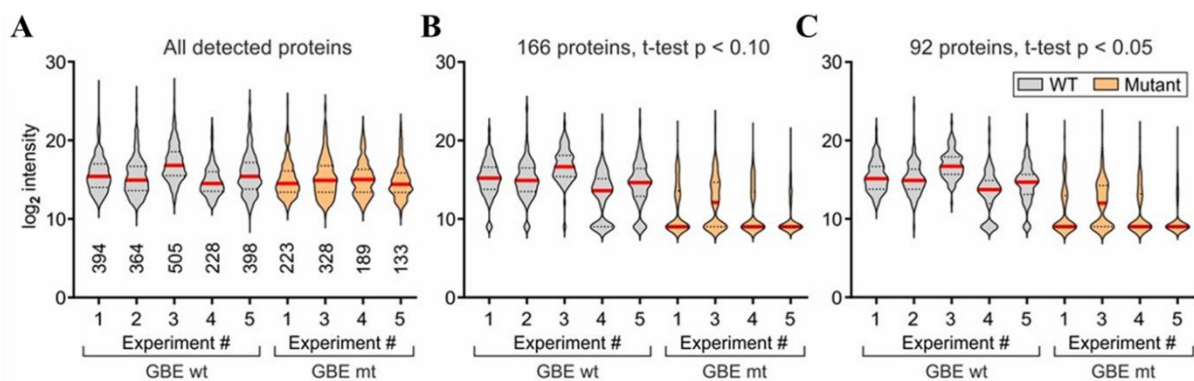 A
All detected proteins
log2 intensity
30
20
10
0
394
364
505
228
398
223
328
189
133
1 2 3 4 5 1 3 4 5
Experiment # Experiment #
GBE wt GBE mt
B
166 proteins, t-test p < 0.10
30
20
10
0
1 2 3 4 5 1 3 4 5
Experiment # Experiment #
GBE wt GBE mt
C
92 proteins, t-test p < 0.05
WT Mutant
30
20
10
0
1 2 3 4 5 1 3 4 5
Experiment # Experiment #
GBE wt GBE mt